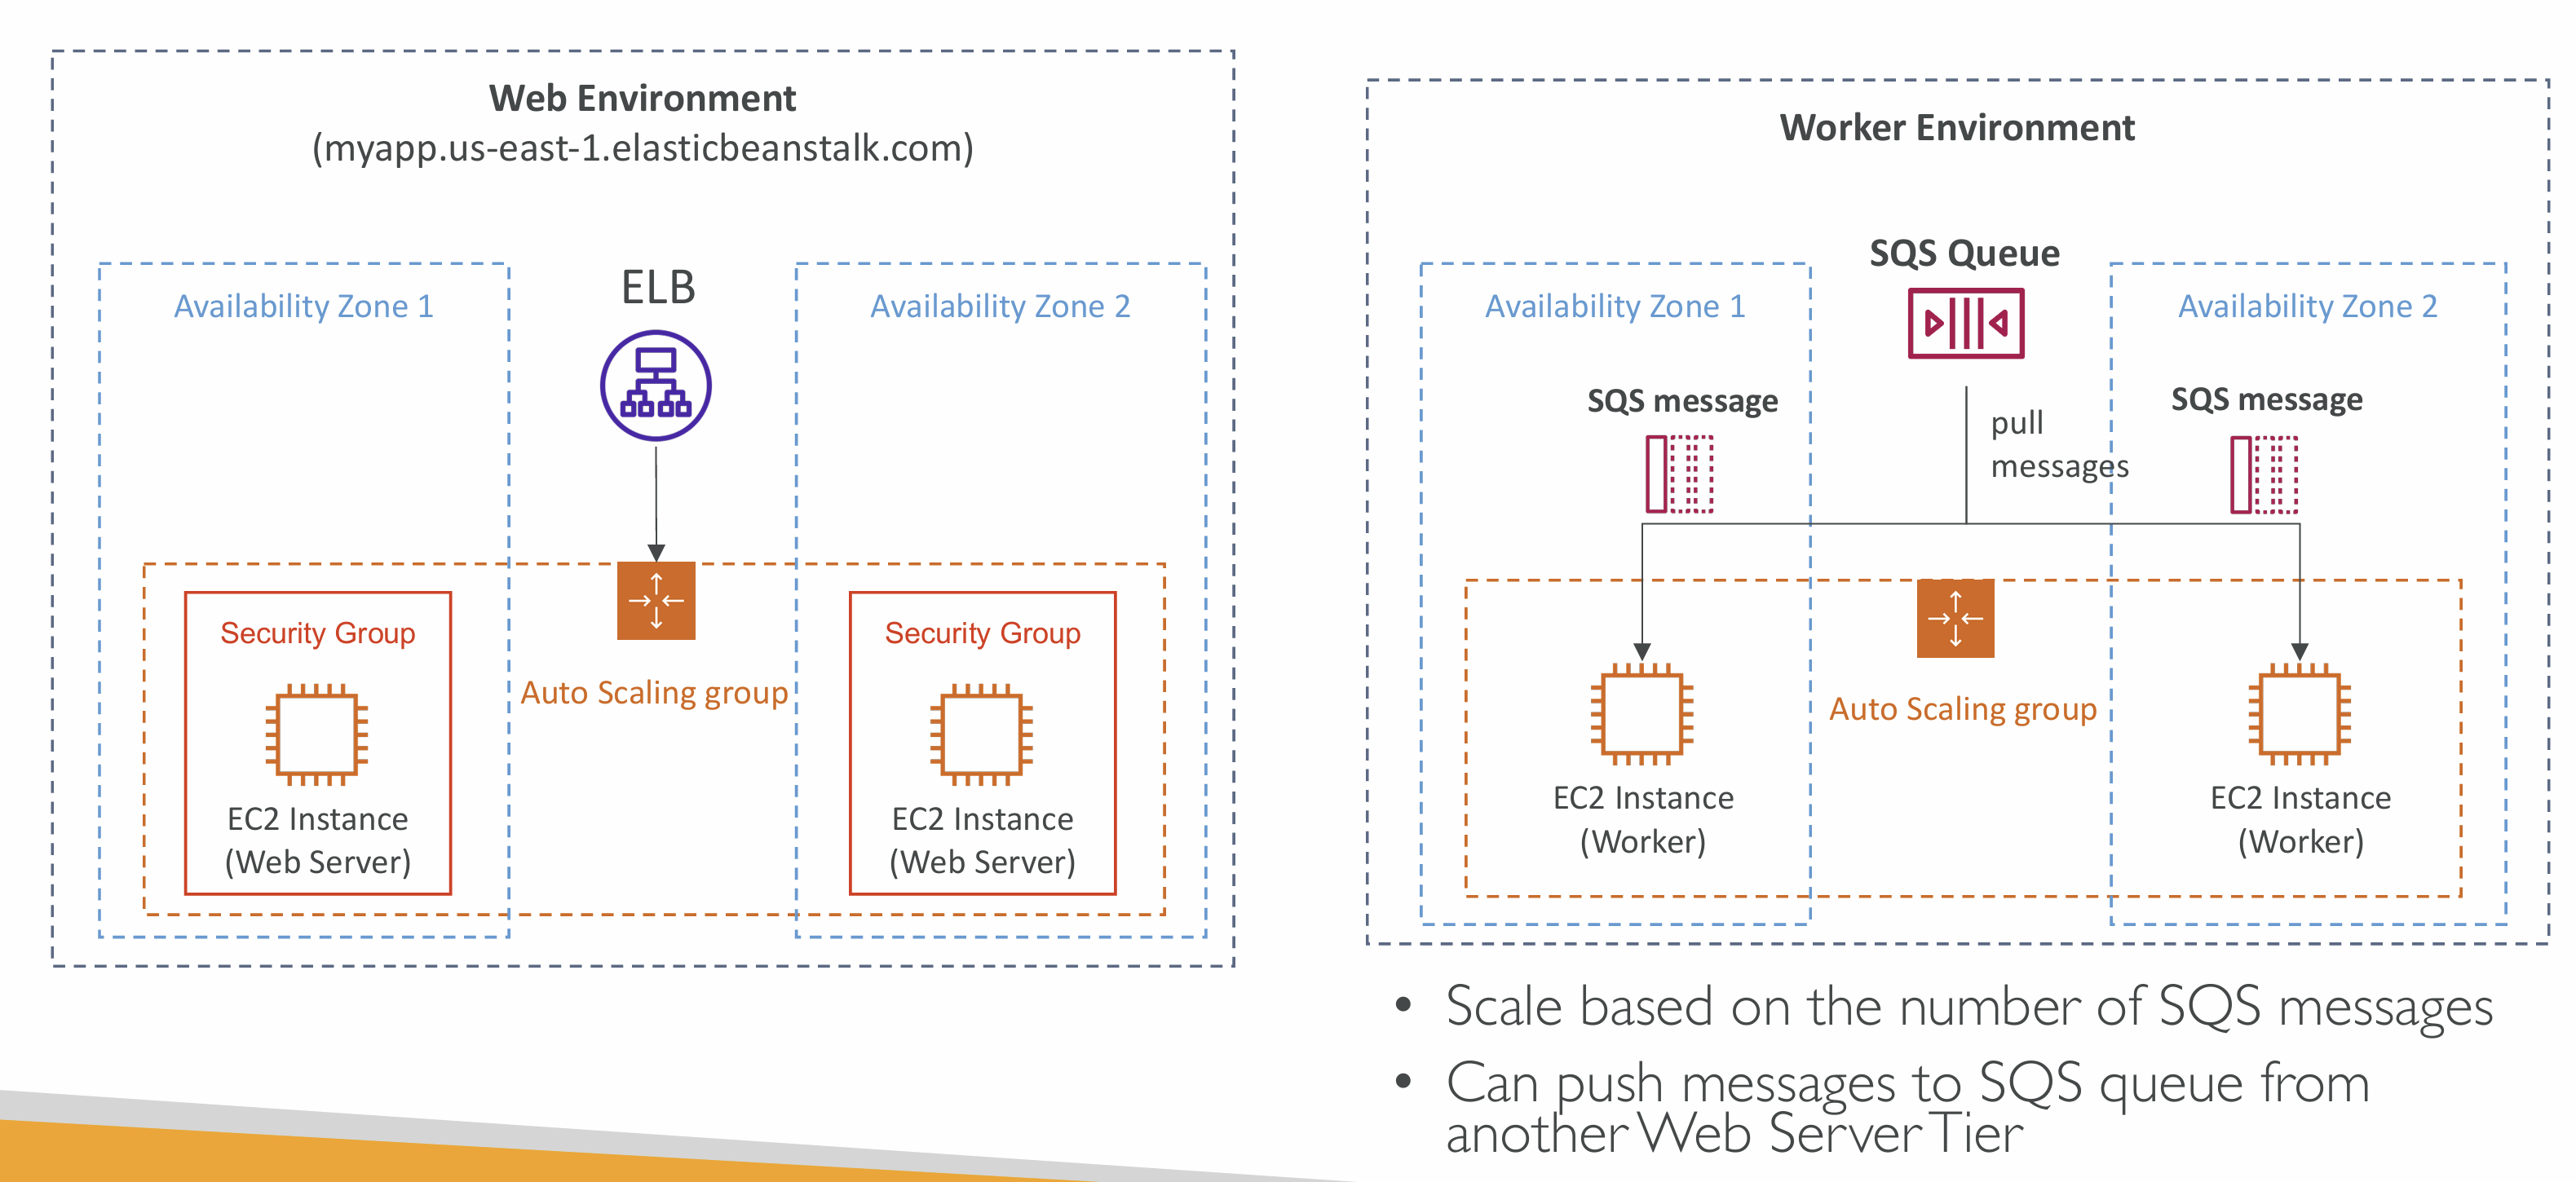 Web Environment
(myapp.us-east-1.elasticbeanstalk.com)
Availability Zone 1
ELB
Availability Zone 2
Security Group
Security Group
Auto Scaling group
EC2 Instance
(Web Server)
EC2 Instance
(Web Server)
Worker Environment
SQS Queue
Availability Zone 1
Availability Zone 2
SQS message
SQS message
pull
messages
Auto Scaling group
EC2 Instance
(Worker)
EC2 Instance
(Worker)
• Scale based on the number of SQS messages
• Can push messages to SQS queue from
another Web Server Tier